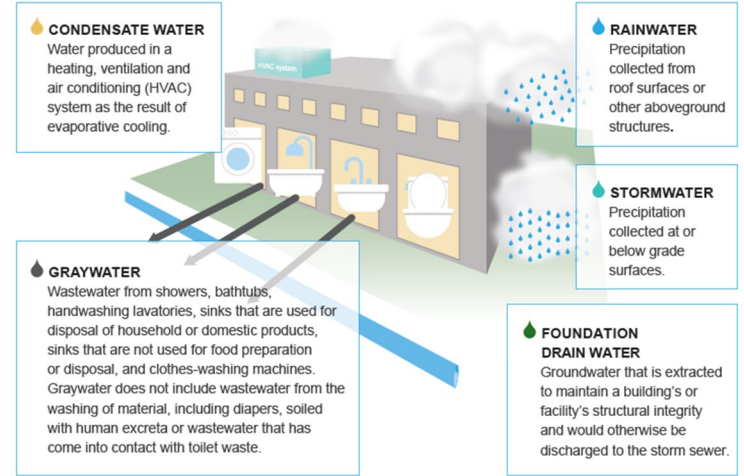 CONDENSATE WATER
Water produced in a
heating, ventilation and
air conditioning (HVAC)
system as the result of
evaporative cooling.
HVAC system
RAINWATER
Precipitation
collected from
roof surfaces or
other aboveground
structures.
STORMWATER
Precipitation
collected at or
below grade
surfaces.
GRAYWATER
Wastewater from showers, bathtubs,
handwashing lavatories, sinks that are used for
disposal of household or domestic products,
sinks that are not used for food preparation
or disposal, and clothes-washing machines.
Graywater does not include wastewater from the
washing of material, including diapers, soiled
with human excreta or wastewater that has
come into contact with toilet waste.
FOUNDATION
DRAIN WATER
Groundwater that is extracted
to maintain a building's or
facility's structural integrity
and would otherwise be
discharged to the storm sewer.